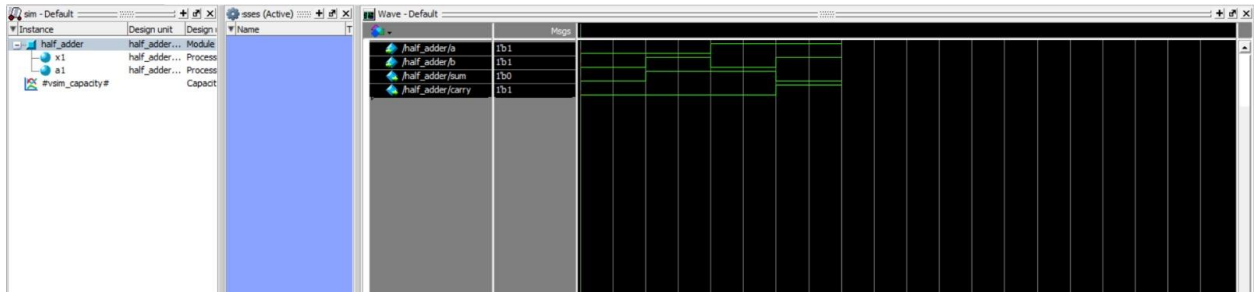 sim - Default
Instance Design unit Design
half_adder half_adder... Module
x1 half_adder... Process
a1 half_adder... Process
#vsim_capacity# Capacit
sses (Active)
Name T
Wave - Default
Msgs
/half_adder/a 1'b1
/half_adder/b 1'b1
/half_adder/sum 1'b0
/half_adder/carry 1'b1